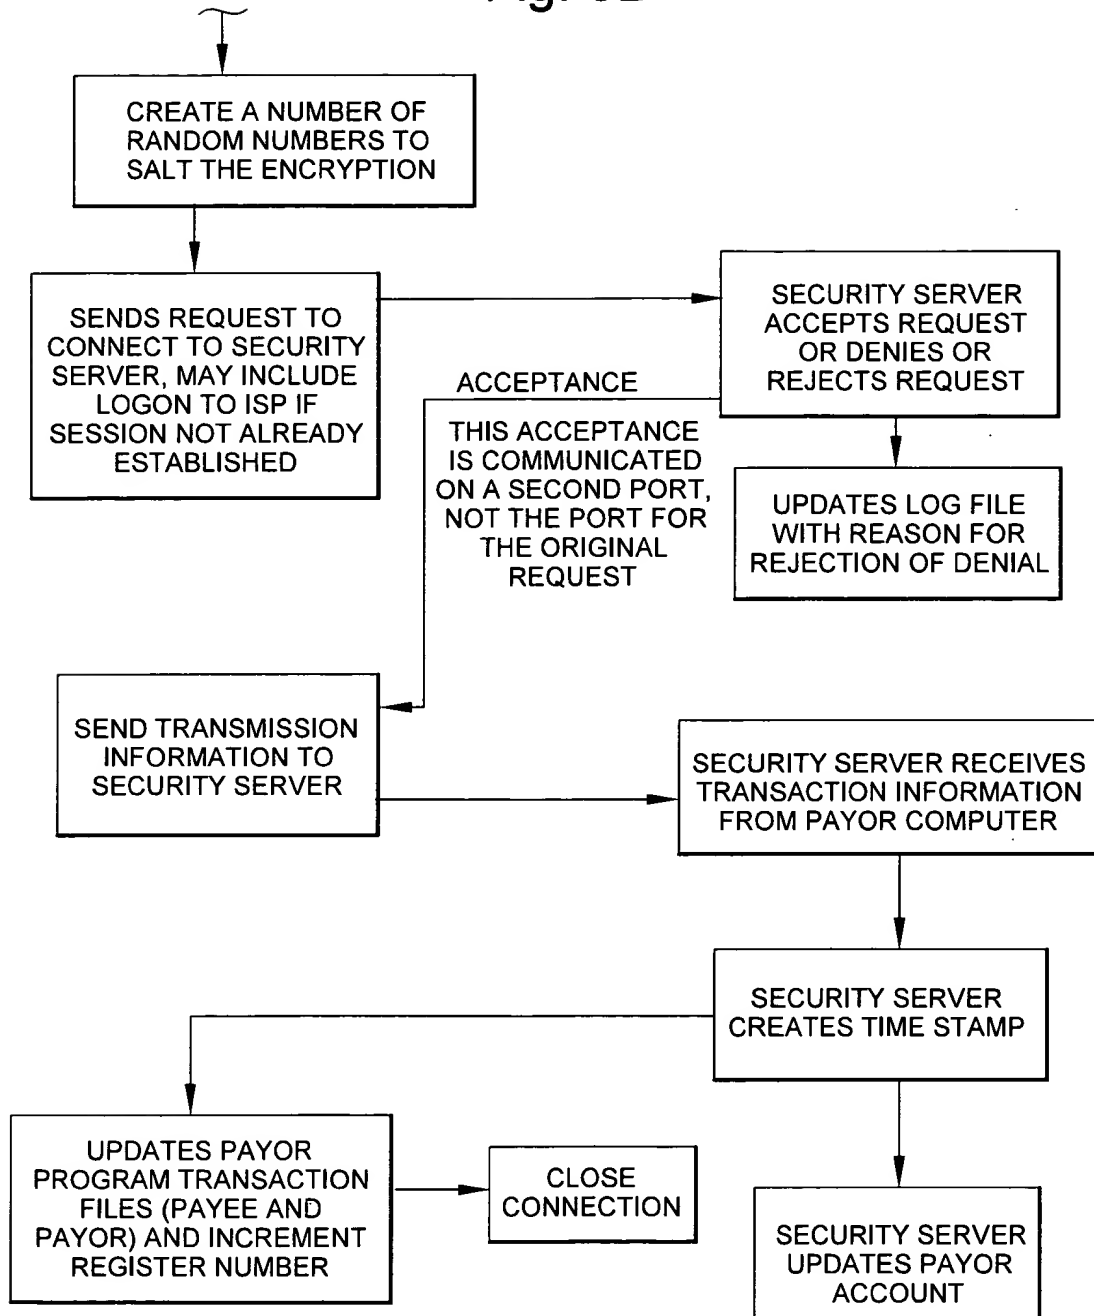 CREATE A NUMBER OF
RANDOM NUMBERS TO
SALT THE ENCRYPTION
SENDS REQUEST TO
CONNECT TO SECURITY
SERVER, MAY INCLUDE
LOGON TO ISP IF
SESSION NOT ALREADY
ESTABLISHED
SECURITY SERVER
ACCEPTS REQUEST
OR DENIES OR
REJECTS REQUEST
ACCEPTANCE
THIS ACCEPTANCE
IS COMMUNICATED
ON A SECOND PORT,
NOT THE PORT FOR
THE ORIGINAL
REQUEST
UPDATES LOG FILE
WITH REASON FOR
REJECTION OF DENIAL
SEND TRANSMISSION
INFORMATION TO
SECURITY SERVER
SECURITY SERVER RECEIVES
TRANSACTION INFORMATION
FROM PAYOR COMPUTER
SECURITY SERVER
CREATES TIME STAMP
UPDATES PAYOR
PROGRAM TRANSACTION
FILES (PAYEE AND
PAYOR) AND INCREMENT
REGISTER NUMBER
CLOSE
CONNECTION
SECURITY SERVER
UPDATES PAYOR
ACCOUNT